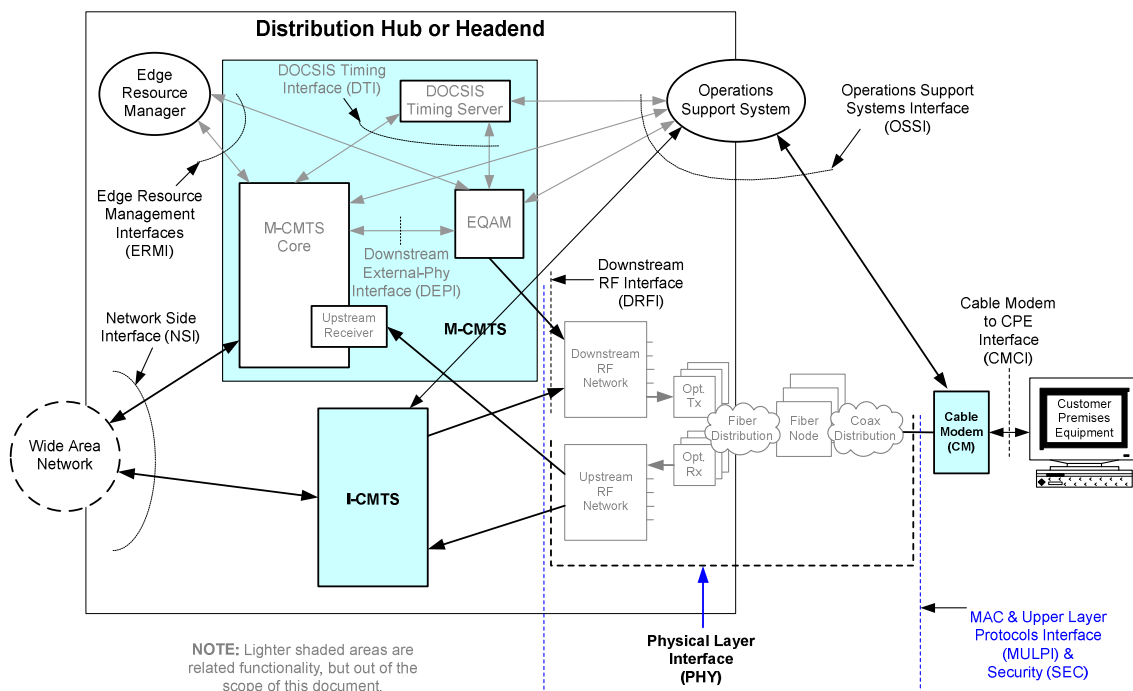 Distribution Hub or Headend
Edge
Resource
Manager
DOCSIS Timing
Interface (DTI)
DOCSIS
Timing Server
Operations
Support System
Operations Support
Systems Interface
(OSSI)
Edge Resource
Management
Interfaces
(ERMI)
M-CMTS
Core
EQAM
Downstream
External-Phy
Interface (DEPI)
Upstream
Receiver
M-CMTS
Downstream
RF Interface
(DRFI)
Network Side
Interface (NSI)
Cable Modem
to CPE
Interface
(CMCI)
Downstream
RF
Network
Opt.
Tx
Fiber
Distribution
Fiber
Node
Coax
Distribution
Cable
Modem
(CM)
Customer
Premises
Equipment
Wide Area
Network
I-CMTS
Upstream
RF
Network
Opt.
Rx
Physical Layer
Interface
(PHY)
MAC & Upper Layer
Protocols Interface
(MULPI) &
Security (SEC)
NOTE: Lighter shaded areas are
related functionality, but out of the
scope of this document.